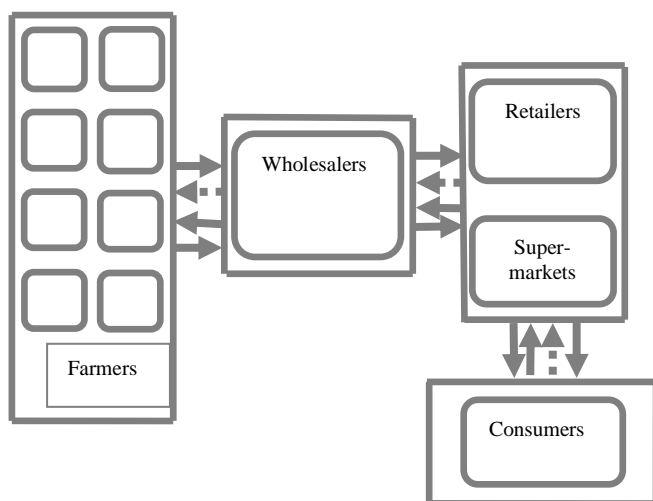 Retailers
Wholesalers
Super-
markets
Farmers
Consumers